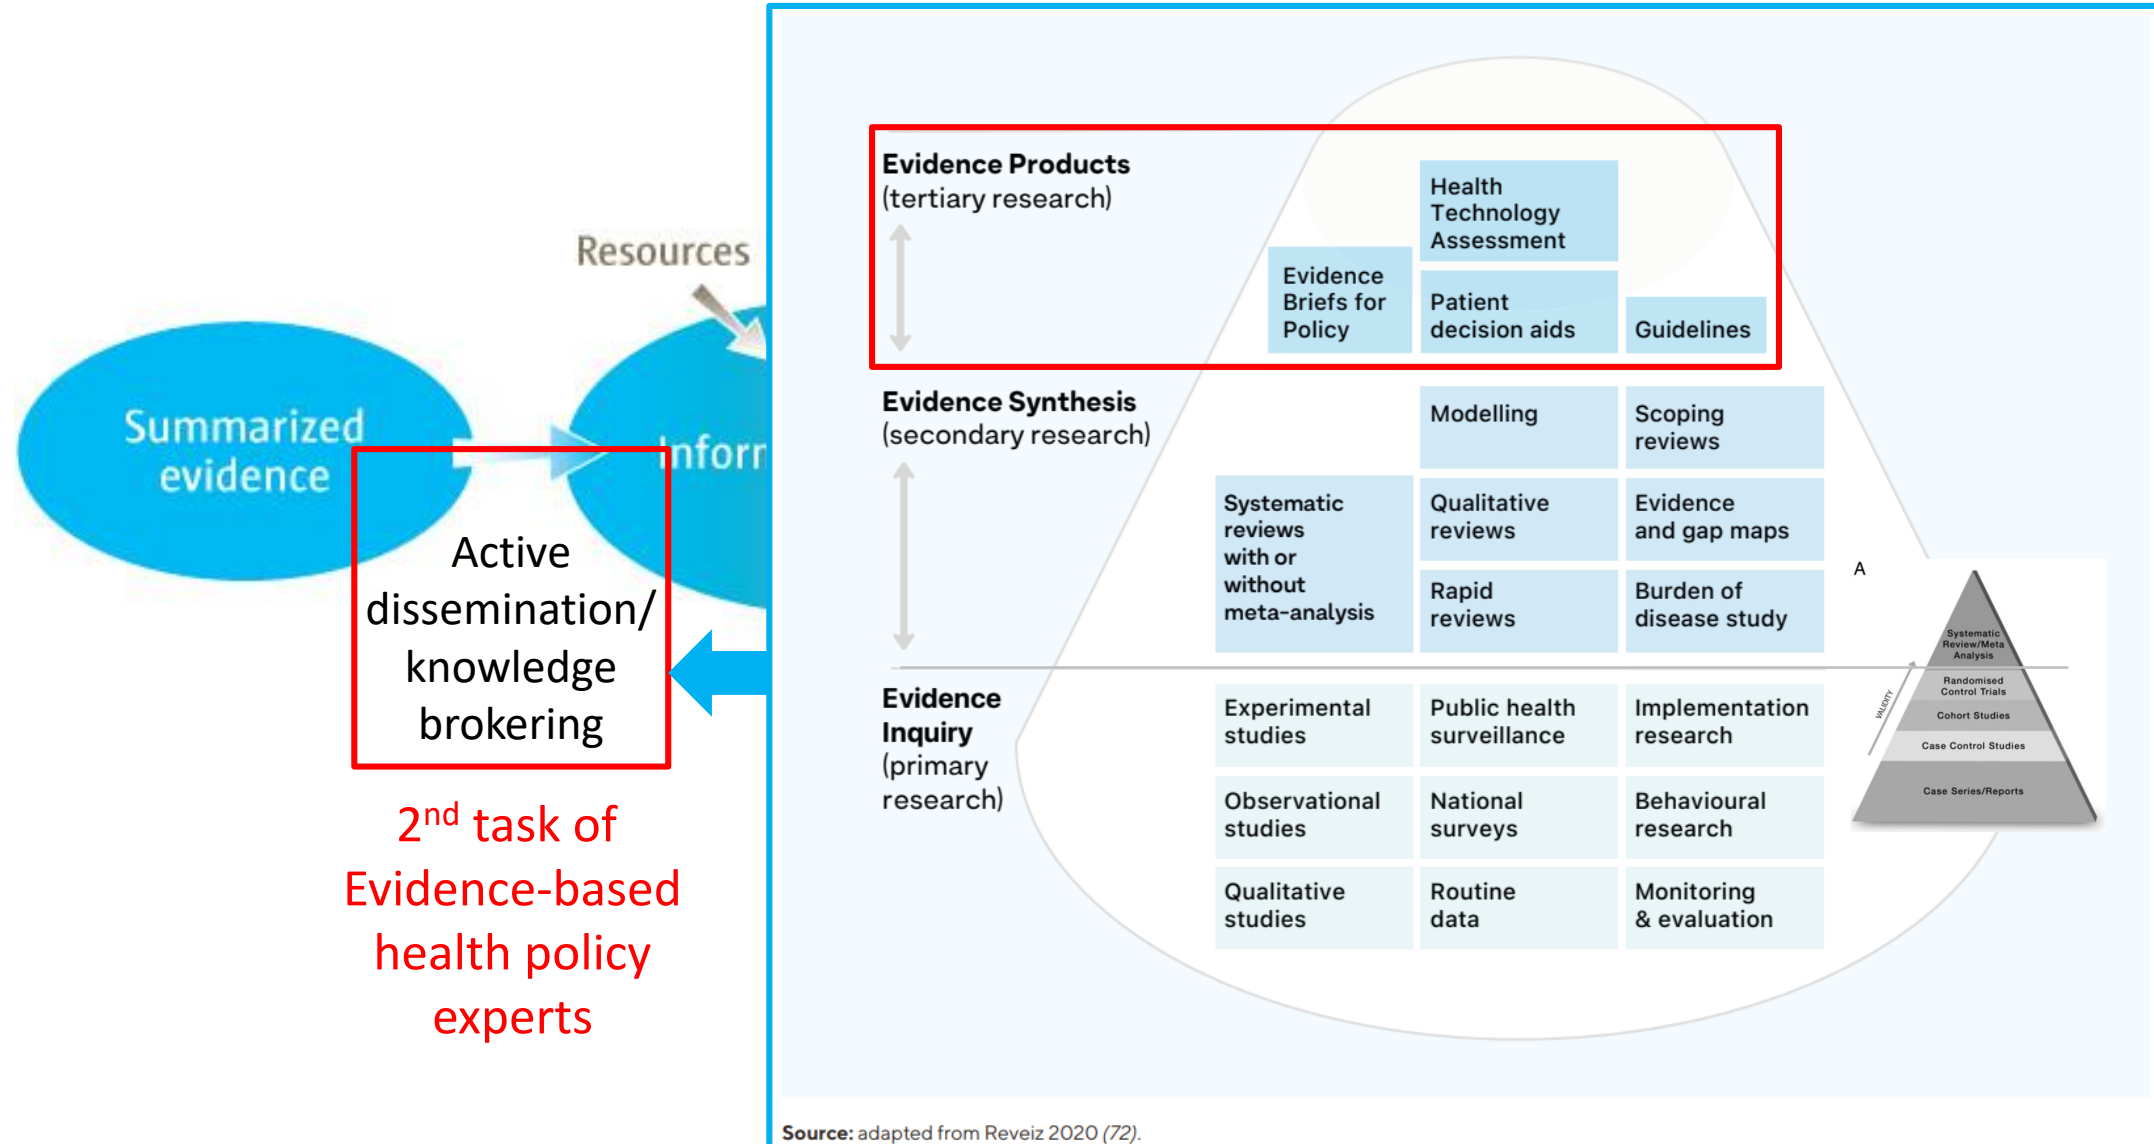 Resources
Summarized
evidence
Inforr
Active
dissemination/
knowledge
brokering
2nd task of
Evidence-based
health policy
experts
Evidence Products
(tertiary research)
Health
Technology
Assessment
Evidence
Briefs for
Policy
Patient
decision aids
Guidelines
Evidence Synthesis
(secondary research)
Modelling
Scoping
reviews
Systematic
reviews
with or
without
meta-analysis
Qualitative
reviews
Evidence
and gap maps
Rapid
reviews
Burden of
disease study
Evidence
Inquiry
(primary
research)
Experimental
studies
Public health
surveillance
Implementation
research
Observational
studies
National
surveys
Behavioural
research
Qualitative
studies
Routine
data
Monitoring
& evaluation
A
VALIDITY
Systematic
Review/Meta
Analysis
Randomised
Control Trials
Cohort Studies
Case Control Studies
Case Series/Reports
Source: adapted from Reveiz 2020 (72).